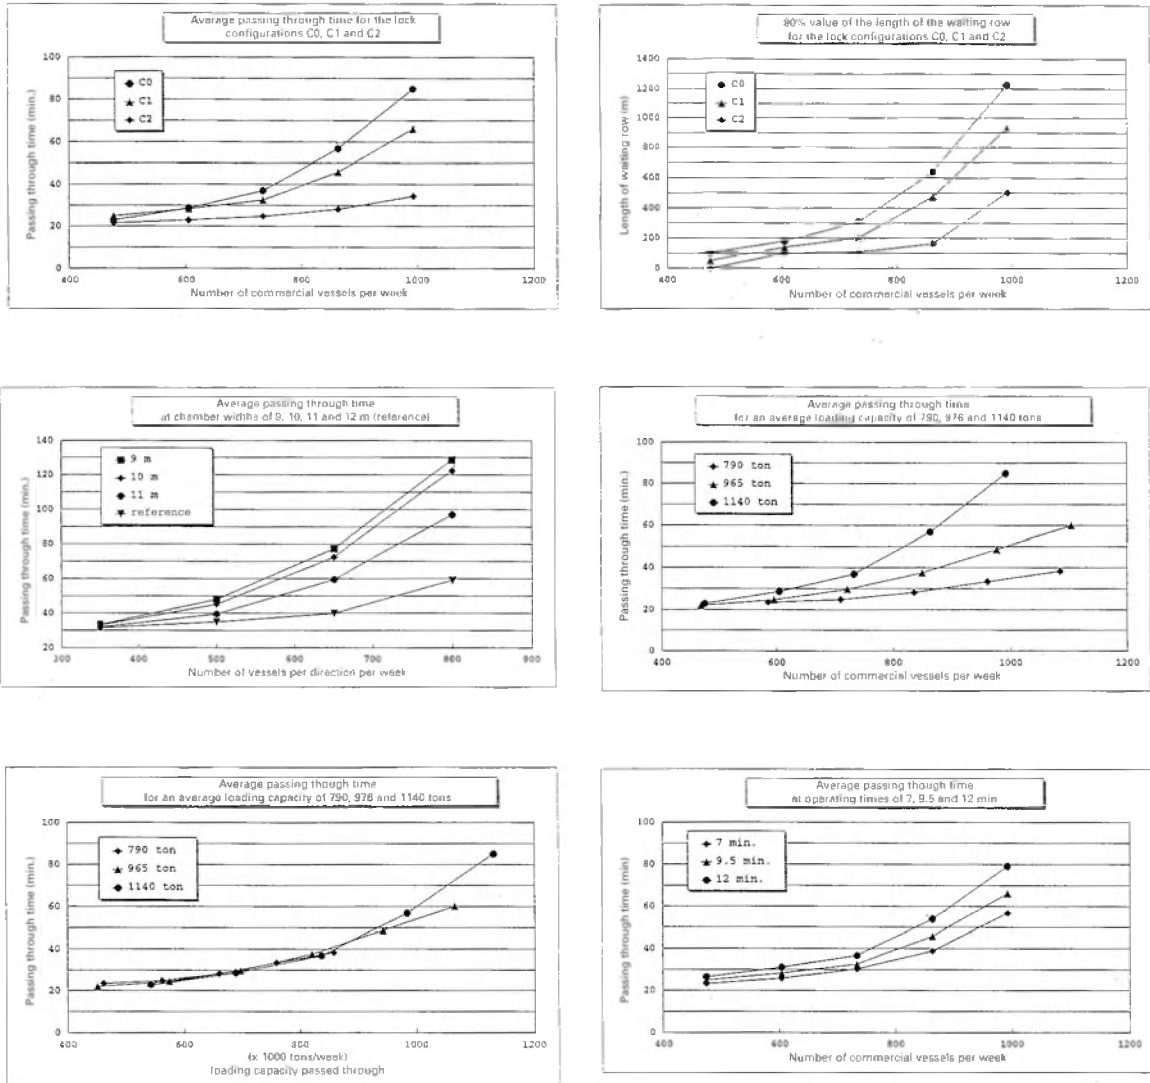 Average passing through time for the lock
configurations C0, C1 and C2
Passing through time (min.)
100
80
60
40
20
0
C0
C1
C2
400
600
800
1000
1200
Number of commercial vessels per week
80% value of the length of the waiting row
for the lock configurations C0, C1 and C2
Length of waiting row (m)
1400
1200
1000
800
600
400
200
0
C0
C1
C2
400
600
800
1000
1200
Number of commercial vessels per week
Average passing through time
at chamber widths of 9, 10, 11 and 12 m (reference)
Passing through time (min.)
140
120
100
80
60
40
20
9 m
10 m
11 m
reference
300
400
500
600
700
800
900
Number of vessels per direction per week
Average passing through time
for an average loading capacity of 790, 976 and 1140 tons
Passing through time (min.)
100
80
60
40
20
0
790 ton
965 ton
1140 ton
400
600
800
1000
1200
Number of commercial vessels per week
Average passing though time
for an average loading capacity of 790, 976 and 1140 tons
Passing through time (min.)
100
80
60
40
20
0
790 ton
965 ton
1140 ton
400
600
800
1000
1200
(x 1000 tons/week)
loading capacity passed through
Average passing though time
at operating times of 7, 9.5 and 12 min
Passing through time (min.)
100
80
60
40
20
0
7 min.
9.5 min.
12 min.
400
600
800
1000
1200
Number of commercial vessels per week